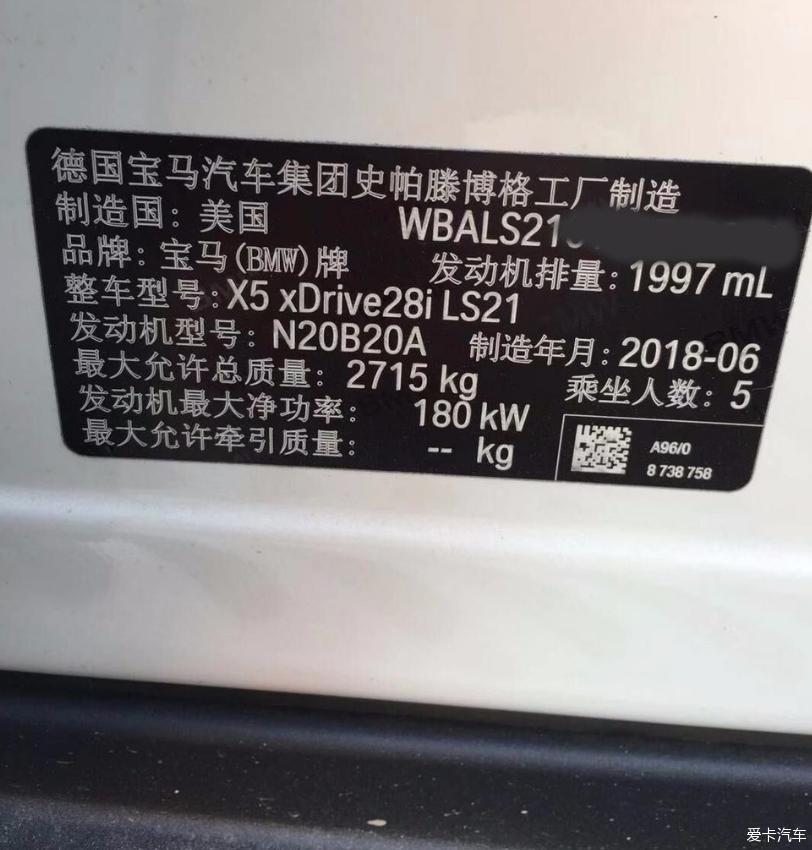 德国宝马汽车集团史帕滕博格工厂制造
制造国：美国 WBALS21
品牌：宝马(BMW)牌 发动机排量：1997 mL
整车型号：X5 xDrive28i LS21
发动机型号：N20B20A 制造年月：2018-06
最大允许总质量：2715 kg 乘坐人数：5
发动机最大净功率：180 kW
最大允许牵引质量：-- kg
A96/0
8 738 758
爱卡汽车